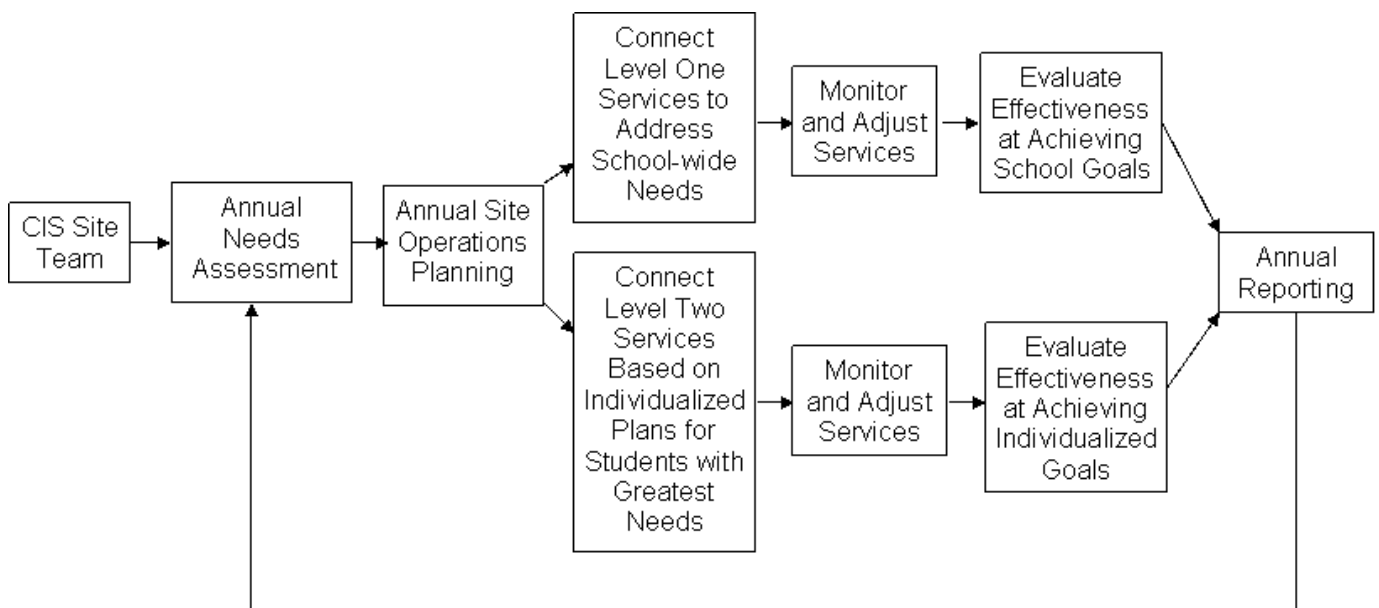 CIS Site
Team
Annual
Needs
Assessment
Annual Site
Operations
Planning
Connect
Level One
Services to
Address
School-wide
Needs
Monitor
and Adjust
Services
Evaluate
Effectiveness
at Achieving
School Goals
Connect
Level Two
Services
Based on
Individualized
Plans for
Students with
Greatest
Needs
Monitor
and Adjust
Services
Evaluate
Effectiveness
at Achieving
Individualized
Goals
Annual
Reporting